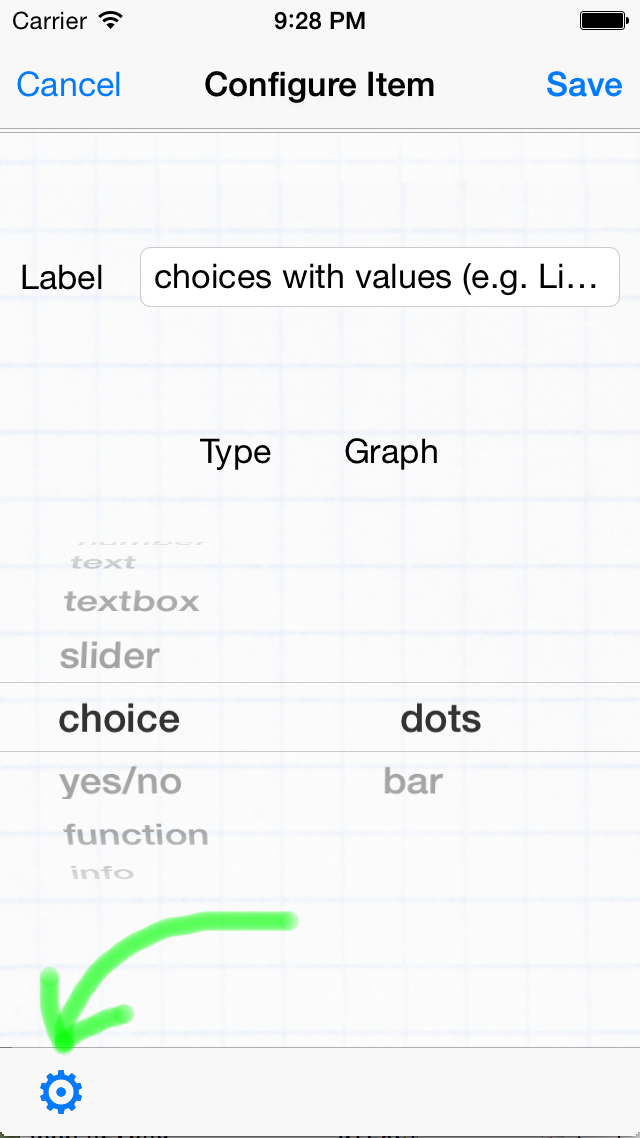 Carrier 9:28 PM
Cancel Configure Item Save
Label choices with values (e.g. Li...
Type Graph
number
text
textbox
slider
choice dots
yes/no bar
function
info